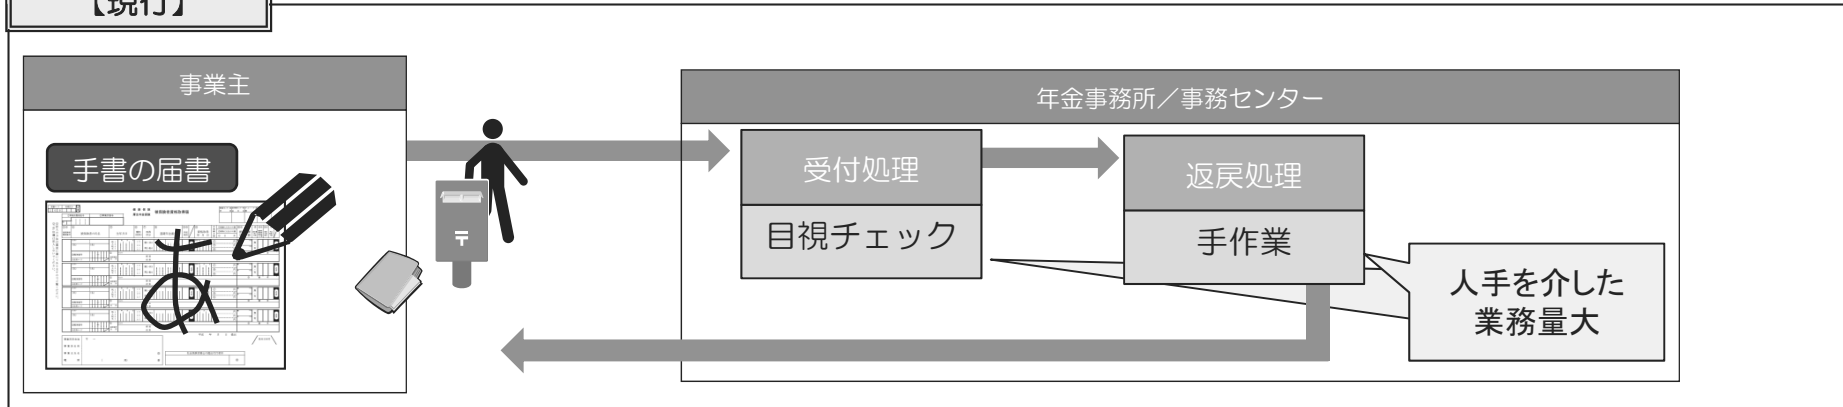 【現行】
事業主
手書の届書
あ
〒
年金事務所／事務センター
受付処理
目視チェック
返戻処理
手作業
人手を介した
業務量大